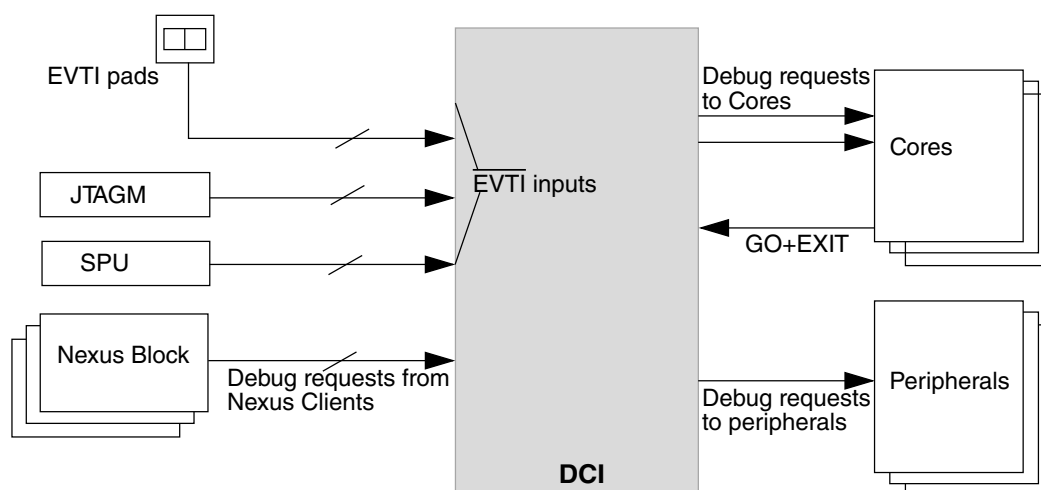 EVTI pads
JTAGM
SPU
Nexus Block
Debug requests from
Nexus Clients
EVTI inputs
DCI
Debug requests
to Cores
Cores
GO+EXIT
Debug requests
to peripherals
Peripherals